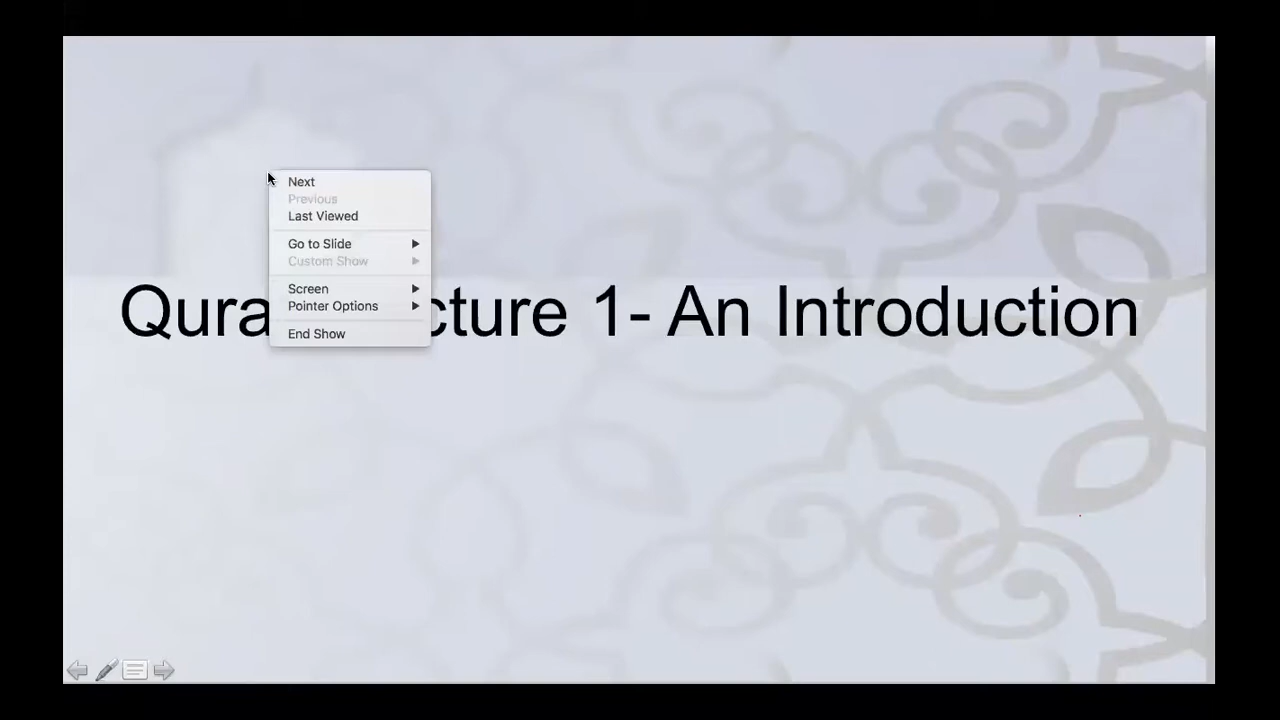 Next
Previous
Last Viewed
Go to Slide
Custom Show
Screen
Pointer Options
End Show
Qura cture 1- An Introduction